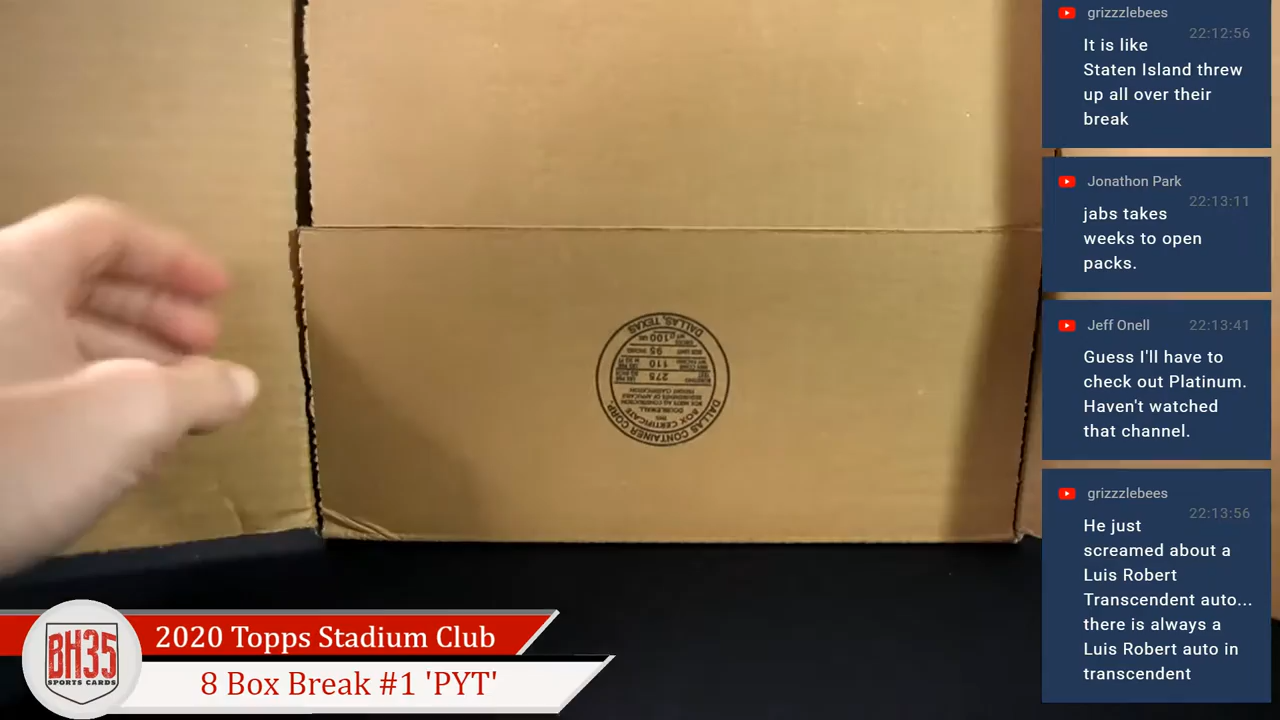 grizzzlebees
22:12:56
It is like
Staten Island threw
up all over their
break
Jonathon Park
22:13:11
jabs takes
weeks to open
packs.
Jeff Onell 22:13:41
Guess I'll have to
check out Platinum.
Haven't watched
that channel.
grizzzlebees
22:13:56
He just
screamed about a
Luis Robert
Transcendent auto...
there is always a
Luis Robert auto in
transcendent
DALLAS CONTAINER CORP.
DALLAS, TEXAS
BOX CERTIFICATE
THIS
DOUBLEWALL
275
110
95
100
BH35
SPORTS CARDS
2020 Topps Stadium Club
8 Box Break #1 'PYT'